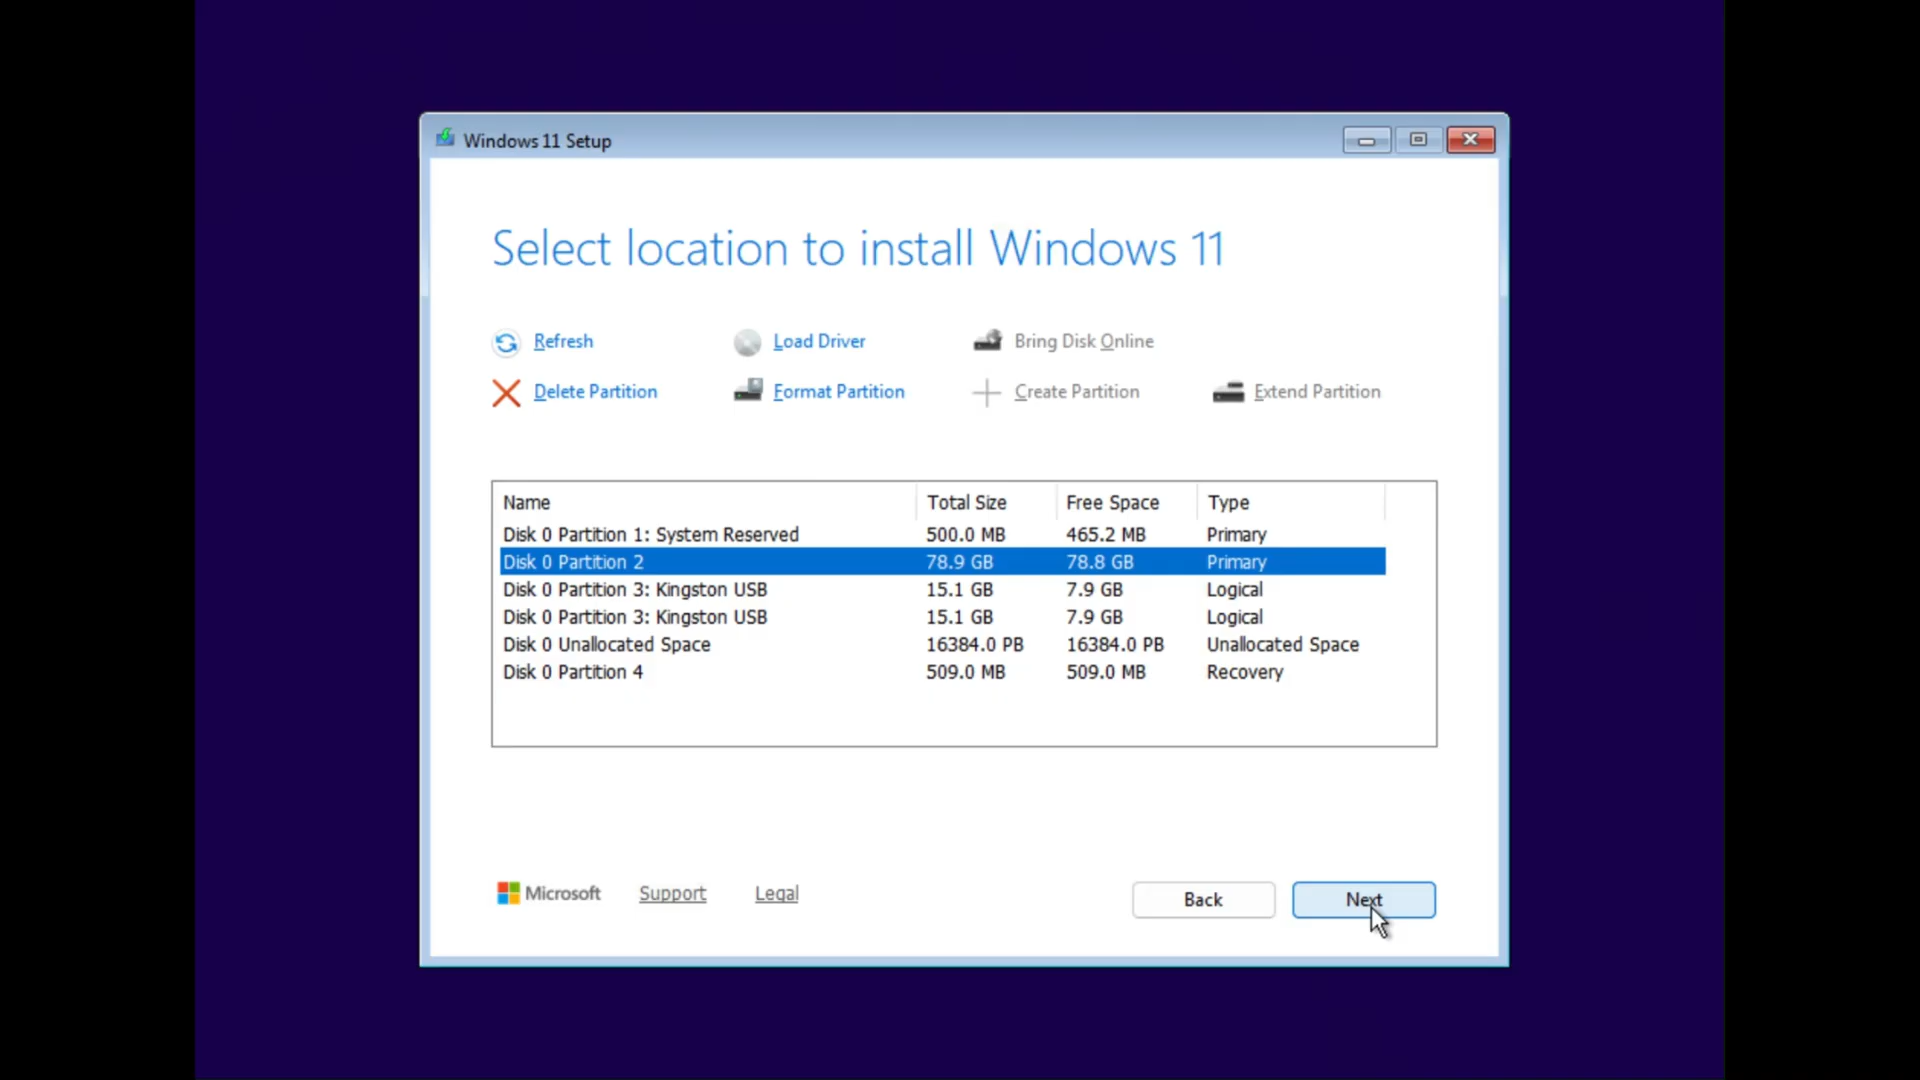 Windows 11 Setup
Select location to install Windows 11
Refresh Load Driver Bring Disk Online
Delete Partition Format Partition Create Partition Extend Partition
Name Total Size Free Space Type
Disk 0 Partition 1: System Reserved 500.0 MB 465.2 MB Primary
Disk 0 Partition 2 78.9 GB 78.8 GB Primary
Disk 0 Partition 3: Kingston USB 15.1 GB 7.9 GB Logical
Disk 0 Partition 3: Kingston USB 15.1 GB 7.9 GB Logical
Disk 0 Unallocated Space 16384.0 PB 16384.0 PB Unallocated Space
Disk 0 Partition 4 509.0 MB 509.0 MB Recovery
Microsoft Support Legal Back Next